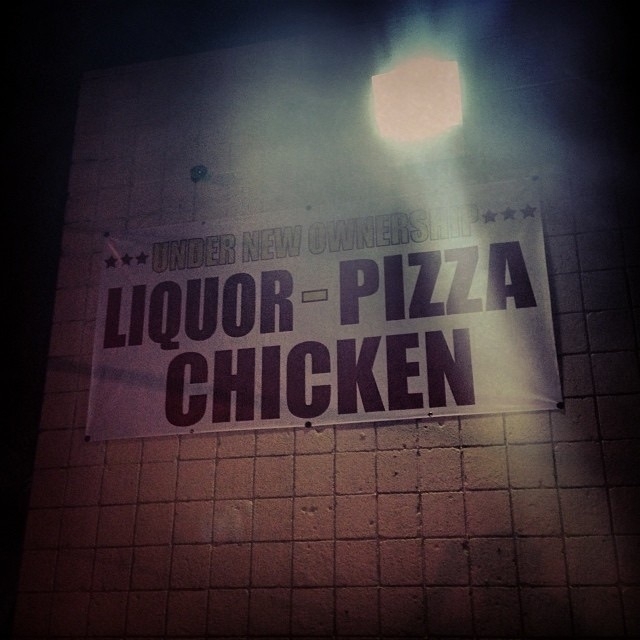 *** UNDER NEW OWNERSHIP ***
LIQUOR - PIZZA
CHICKEN